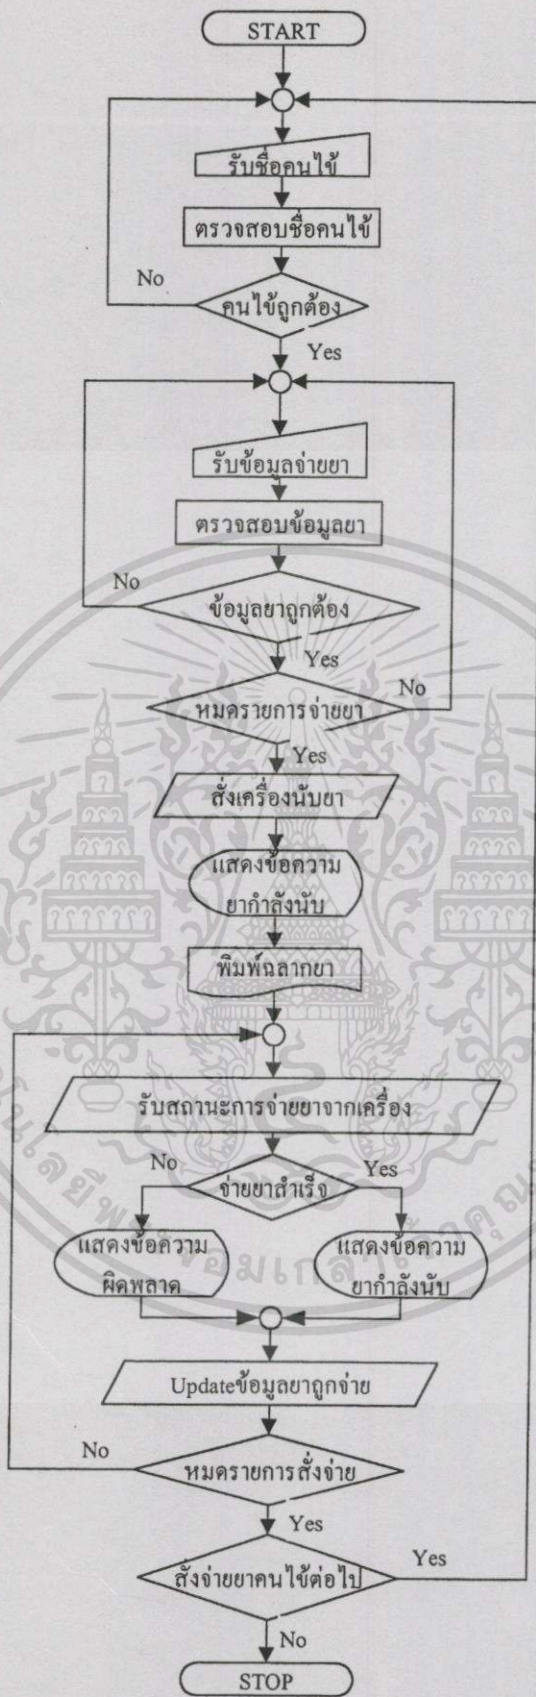 START
รับชื่อคนไข้
ตรวจสอบชื่อคนไข้
No
คนไข้ถูกต้อง
Yes
รับข้อมูลจ่ายยา
ตรวจสอบข้อมูลยา
No
ข้อมูลยาถูกต้อง
Yes
No
หมดรายการจ่ายยา
Yes
สั่งเครื่องนับยา
แสดงข้อความ
ยากำลังนับ
พิมพ์ฉลากยา
รับสถานะการจ่ายยาจากเครื่อง
No
Yes
จ่ายยาสำเร็จ
แสดงข้อความ
ผิดพลาด
แสดงข้อความ
ยากำลังนับ
Updateข้อมูลยาถูกจ่าย
No
หมดรายการสั่งจ่าย
Yes
สั่งจ่ายยาคนไข้ต่อไป
Yes
No
STOP